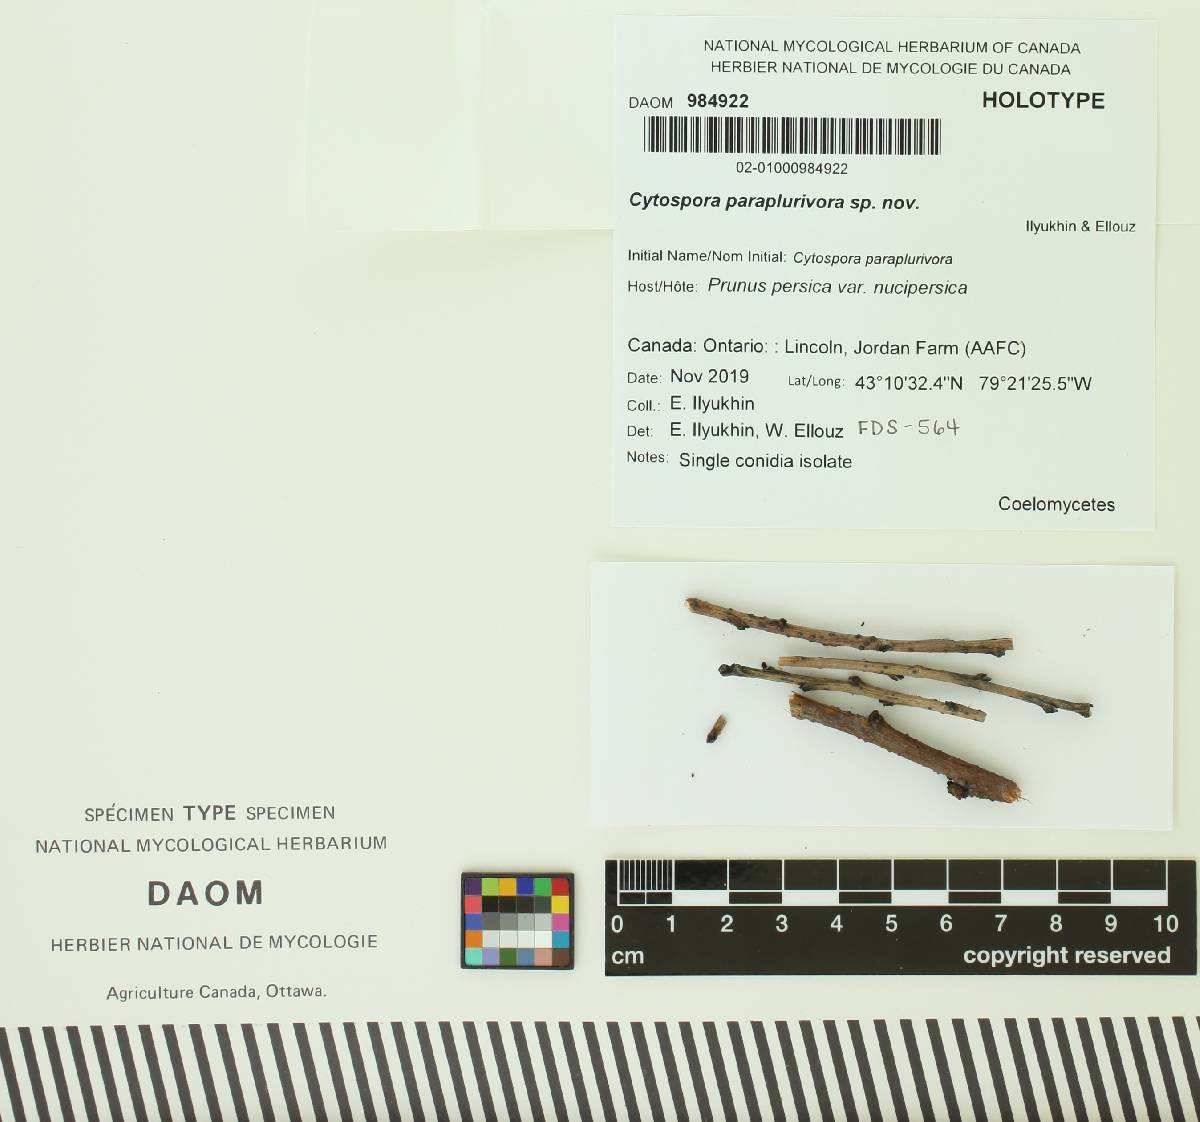 NATIONAL MYCOLOGICAL HERBARIUM OF CANADA
HERBIER NATIONAL DE MYCOLOGIE DU CANADA
DAOM 984922 HOLOTYPE
02-01000984922
Cytospora paraplurivora sp. nov.
Ilyukhin & Ellouz
Initial Name/Nom Initial: Cytospora paraplurivora
Host/Hôte: Prunus persica var. nucipersica
Canada: Ontario: : Lincoln, Jordan Farm (AAFC)
Date: Nov 2019 Lat/Long: 43°10'32.4"N 79°21'25.5"W
Coll.: E. Ilyukhin
Det: E. Ilyukhin, W. Ellouz FDS-564
Notes: Single conidia isolate
Coelomycetes
SPÉCIMEN TYPE SPECIMEN
NATIONAL MYCOLOGICAL HERBARIUM
DAOM
HERBIER NATIONAL DE MYCOLOGIE
Agriculture Canada, Ottawa.
0 1 2 3 4 5 6 7 8 9 10
cm copyright reserved